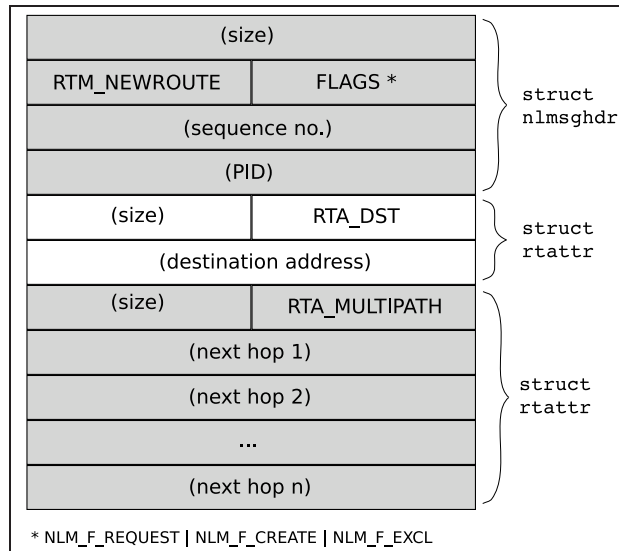 (size)
RTM_NEWROUTE FLAGS *
(sequence no.)
(PID)
struct
nlmsghdr
(size) RTA_DST
(destination address)
struct
rtattr
(size) RTA_MULTIPATH
(next hop 1)
(next hop 2)
...
(next hop n)
struct
rtattr
* NLM_F_REQUEST | NLM_F_CREATE | NLM_F_EXCL